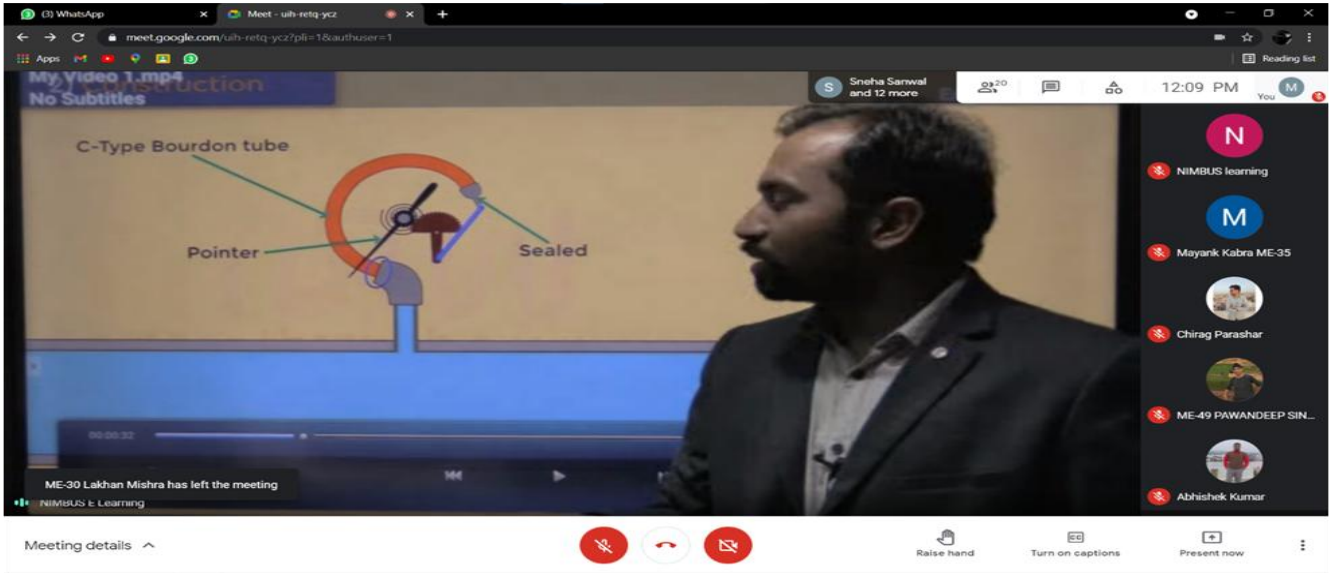 (3) WhatsApp
Meet - uih-retq-ycz
meet.google.com/uih-retq-ycz?pli=1&authuser=1
Apps
Reading list
My Video 1.mp4
2) Construction
No Subtitles
Sneha Sanwal
and 12 more
20
12:09 PM
You
M
S
C-Type Bourdon tube
Pointer
Sealed
N
NIMBUS learning
M
Mayank Kabra ME-35
Chirag Parashar
ME-49 PAWANDEEP SIN...
Abhishek Kumar
00:00:32
ME-30 Lakhan Mishra has left the meeting
NIMBUS E Learning
Meeting details
Raise hand
CC
Turn on captions
Present now